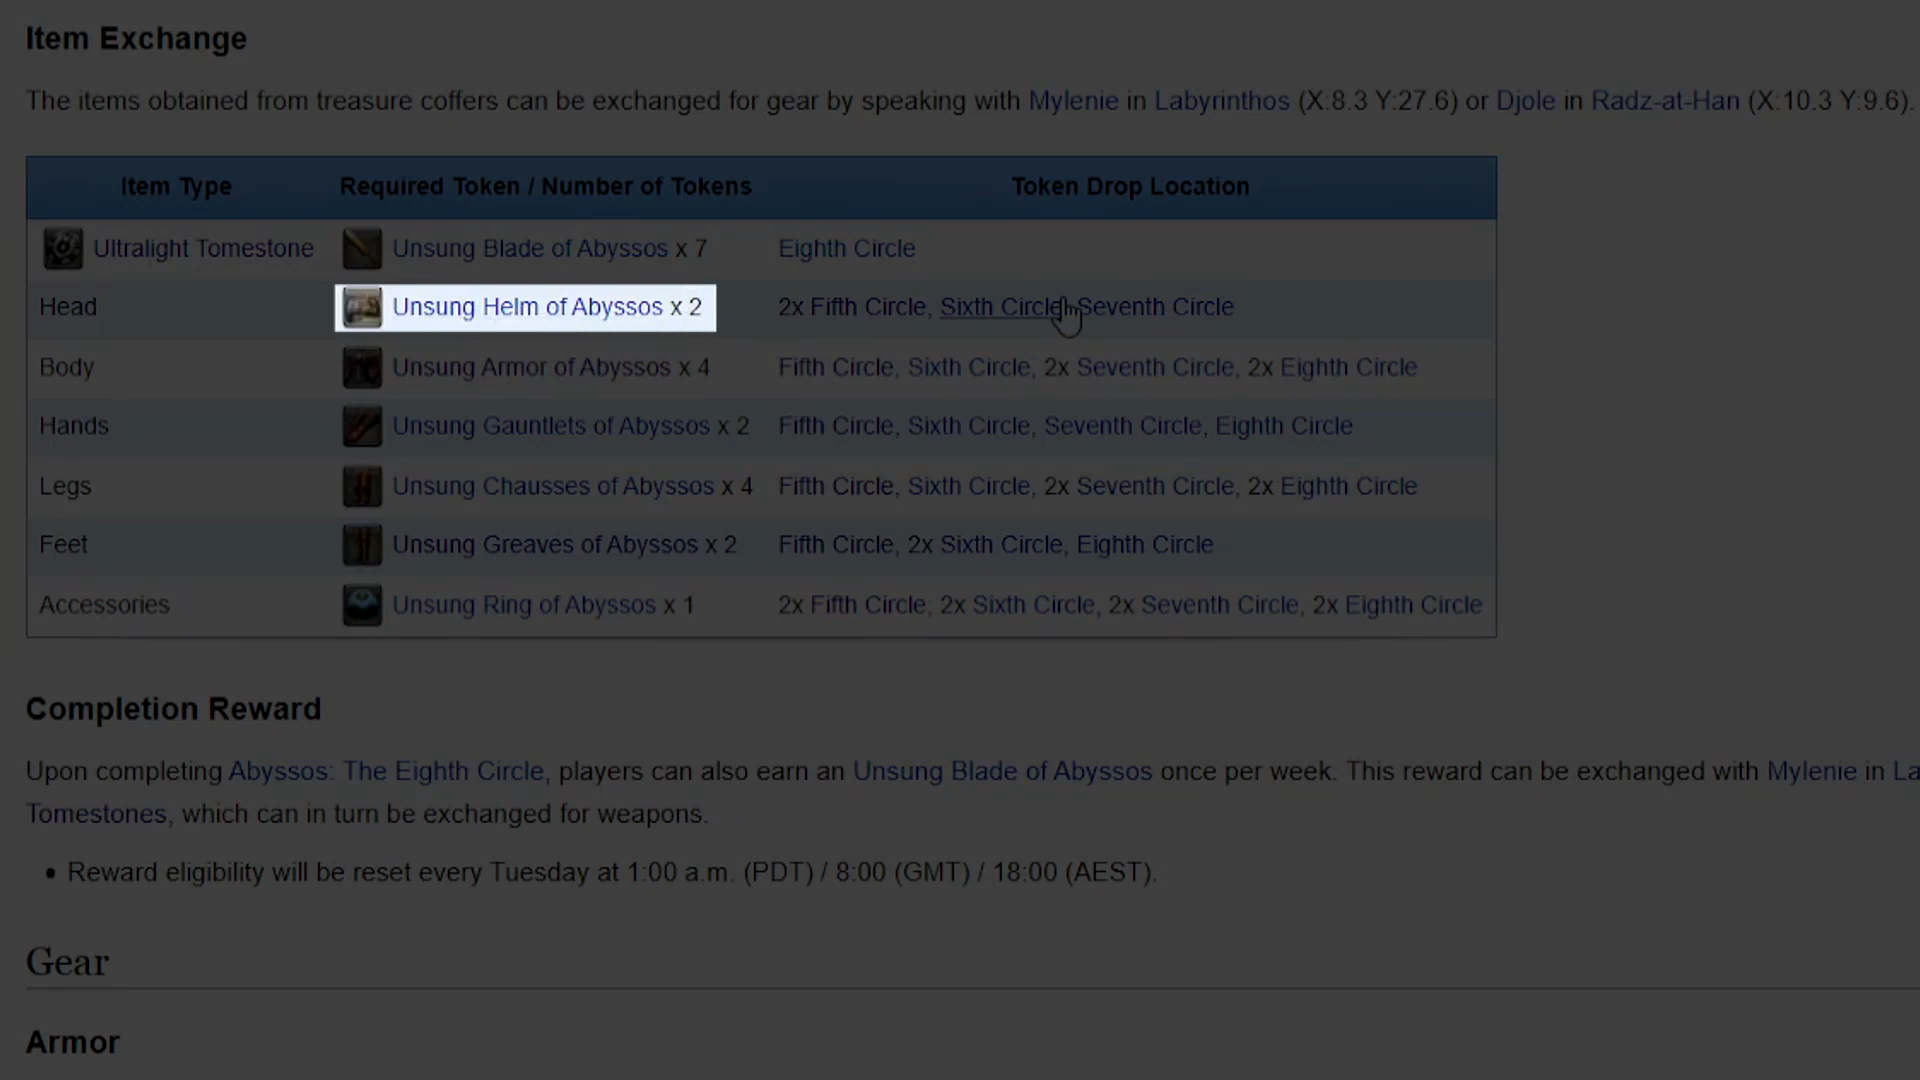 Item Exchange
The items obtained from treasure coffers can be exchanged for gear by speaking with Mylenie in Labyrinthos (X:8.3 Y:27.6) or Djole in Radz-at-Han (X:10.3 Y:9.6).
Item Type Required Token / Number of Tokens Token Drop Location
Ultralight Tomestone Unsung Blade of Abyssos x 7 Eighth Circle
Head Unsung Helm of Abyssos x 2 2x Fifth Circle, Sixth Circle, Seventh Circle
Body Unsung Armor of Abyssos x 4 Fifth Circle, Sixth Circle, 2x Seventh Circle, 2x Eighth Circle
Hands Unsung Gauntlets of Abyssos x 2 Fifth Circle, Sixth Circle, Seventh Circle, Eighth Circle
Legs Unsung Chausses of Abyssos x 4 Fifth Circle, Sixth Circle, 2x Seventh Circle, 2x Eighth Circle
Feet Unsung Greaves of Abyssos x 2 Fifth Circle, 2x Sixth Circle, Eighth Circle
Accessories Unsung Ring of Abyssos x 1 2x Fifth Circle, 2x Sixth Circle, 2x Seventh Circle, 2x Eighth Circle
Completion Reward
Upon completing Abyssos: The Eighth Circle, players can also earn an Unsung Blade of Abyssos once per week. This reward can be exchanged with Mylenie in La
Tomestones, which can in turn be exchanged for weapons.
• Reward eligibility will be reset every Tuesday at 1:00 a.m. (PDT) / 8:00 (GMT) / 18:00 (AEST).
Gear
Armor